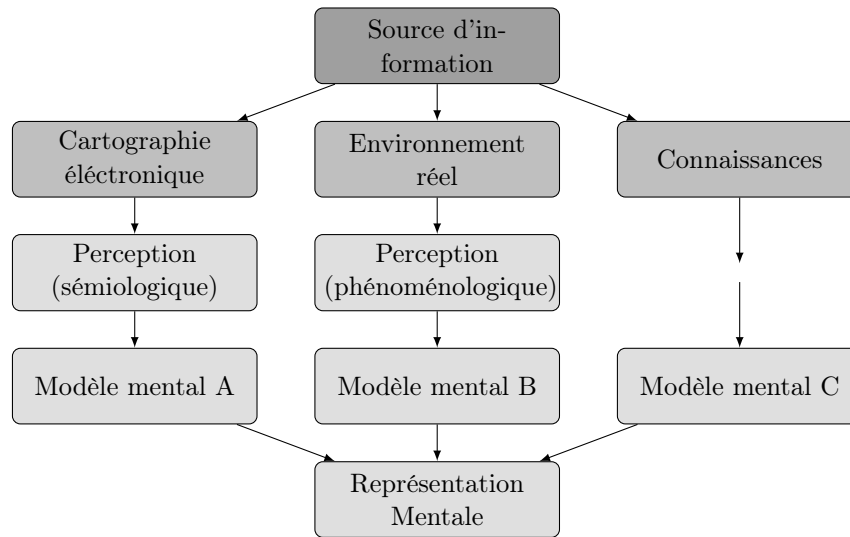 Source d'in-
formation
Cartographie
éléctronique
Environnement
réel
Connaissances
Perception
(sémiologique)
Perception
(phénoménologique)
Modèle mental A
Modèle mental B
Modèle mental C
Représentation
Mentale